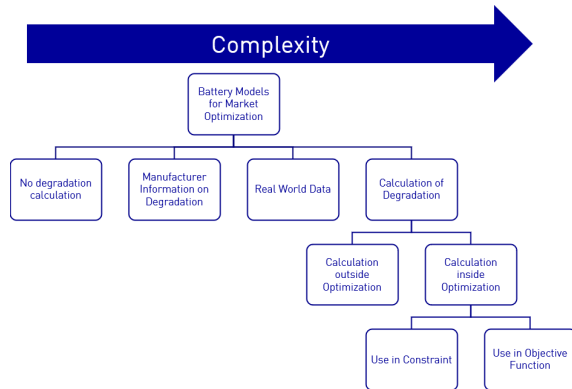 Complexity
Battery Models
for Market
Optimization
No degradation
calculation
Manufacturer
Information on
Degradation
Real World Data
Calculation of
Degradation
Calculation
outside
Optimization
Calculation
inside
Optimization
Use in Constraint
Use in Objective
Function